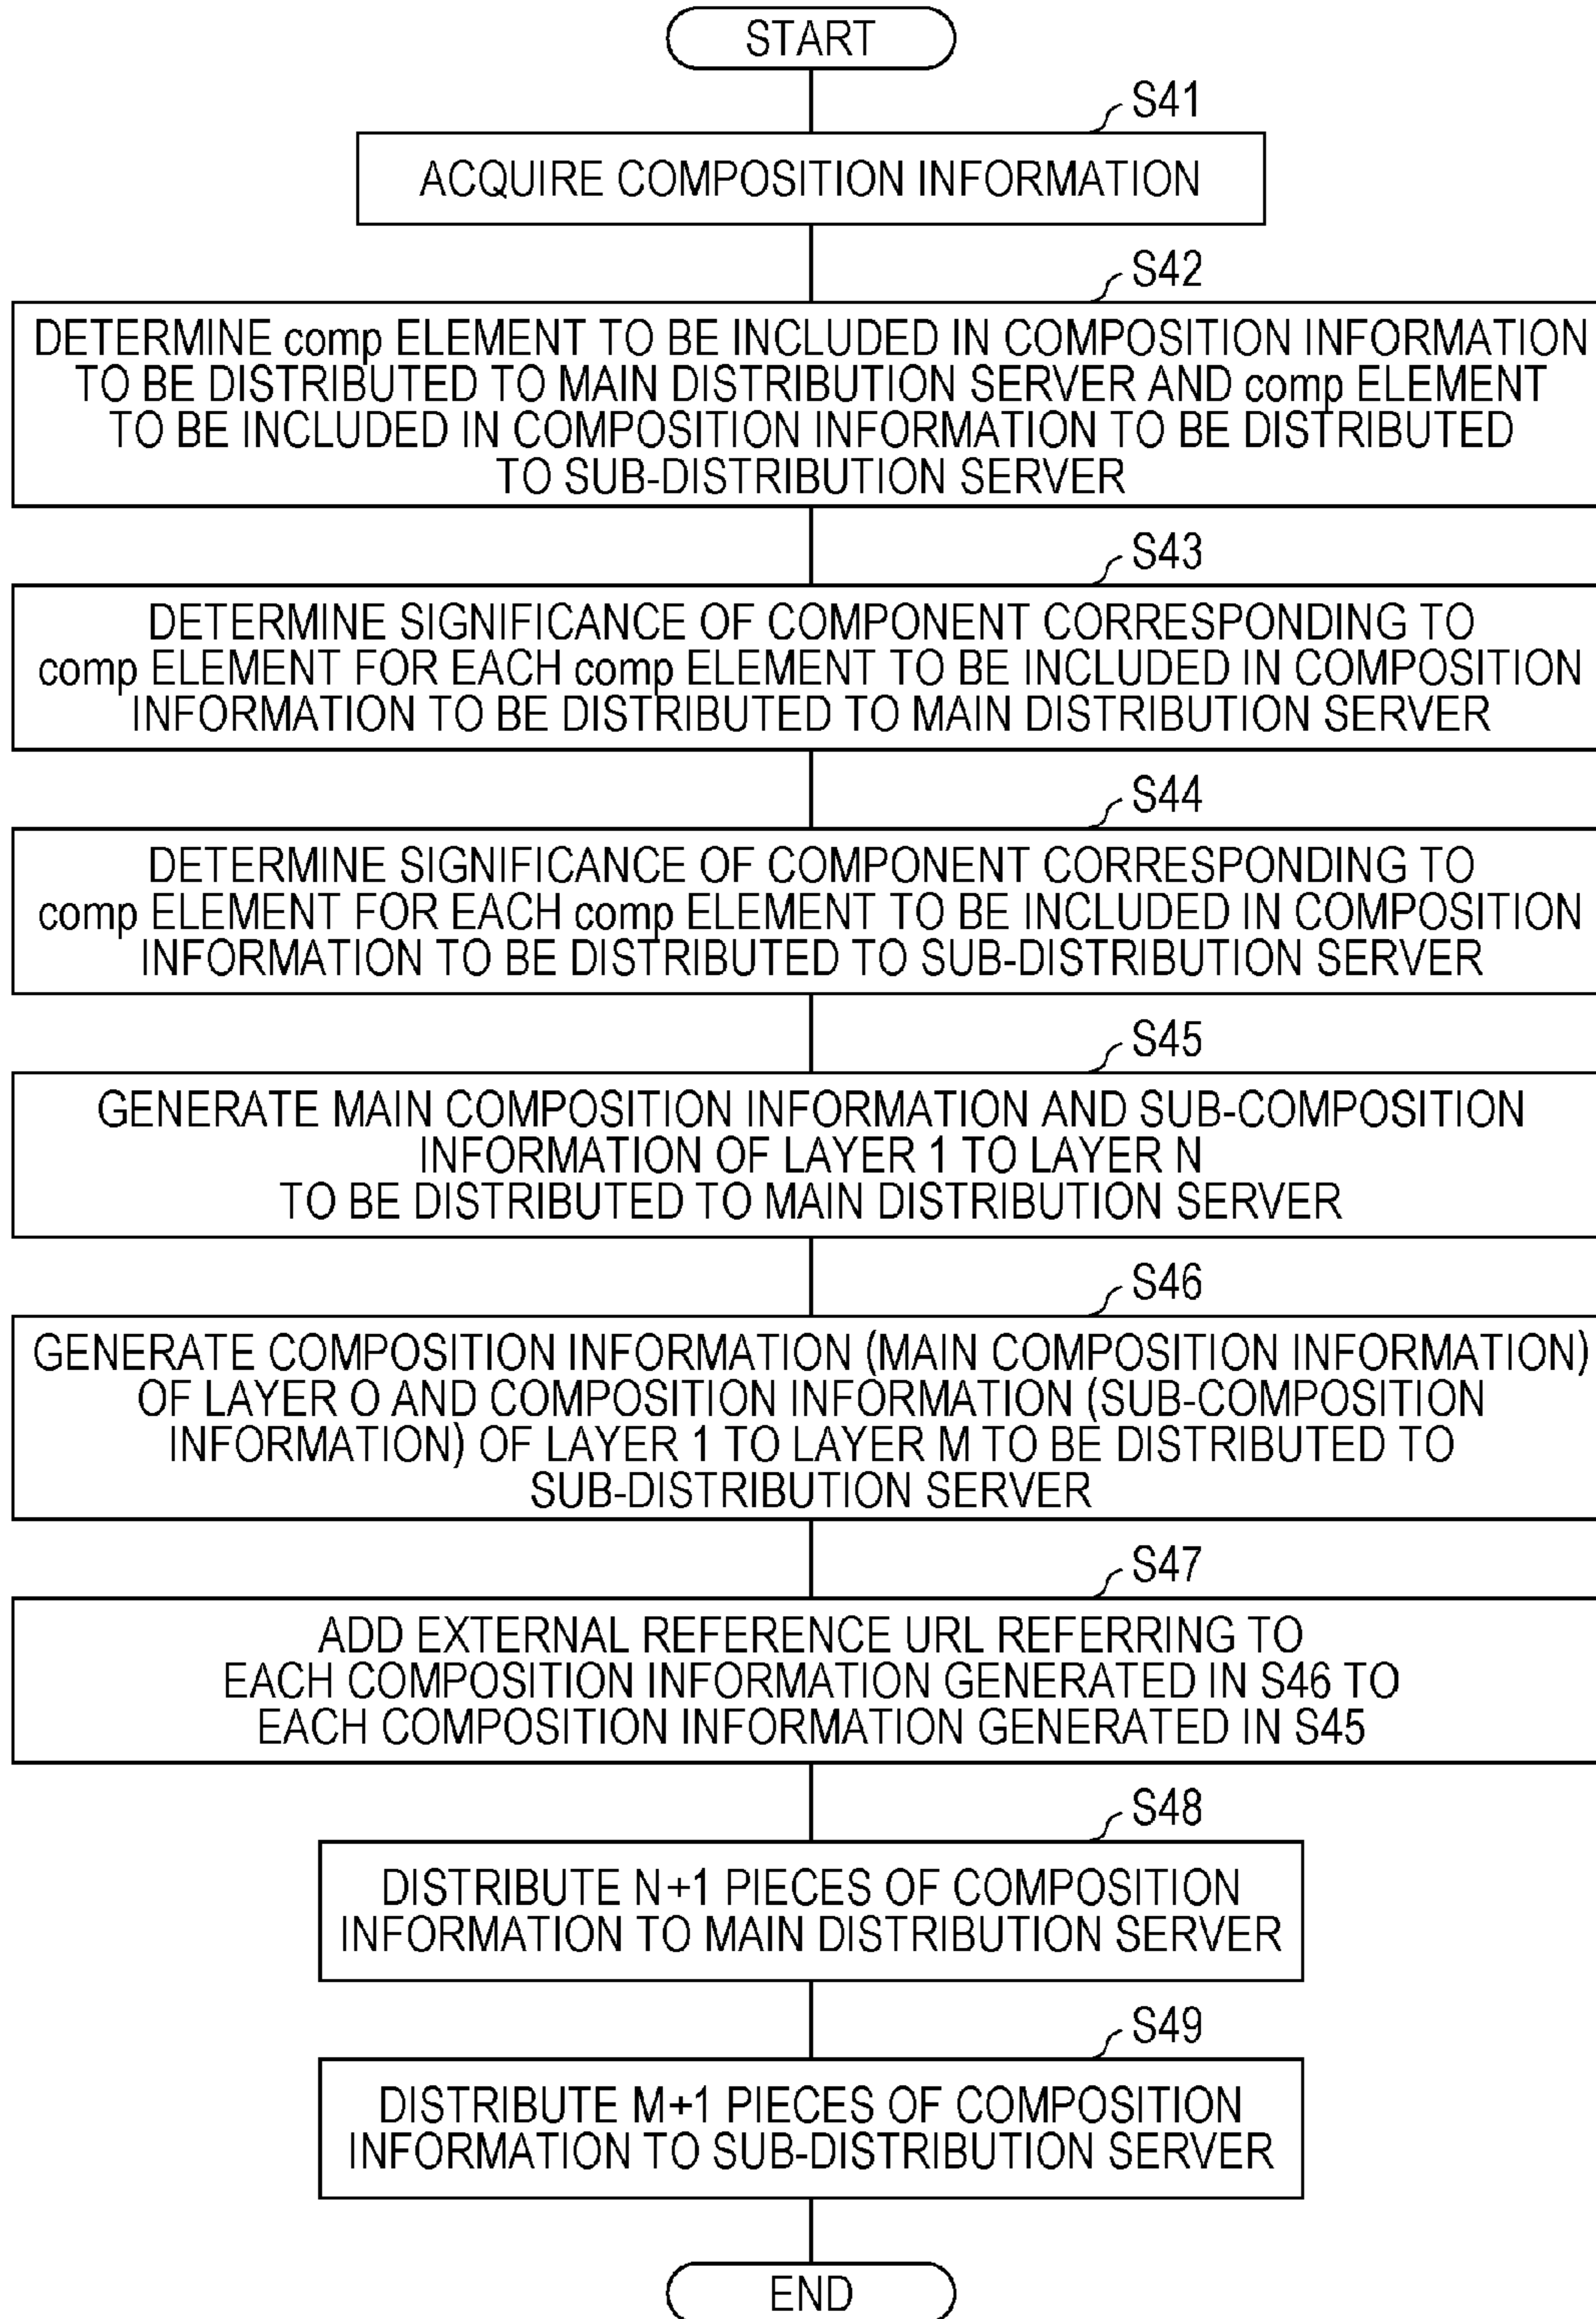 START
S41
ACQUIRE COMPOSITION INFORMATION
S42
DETERMINE comp ELEMENT TO BE INCLUDED IN COMPOSITION INFORMATION
TO BE DISTRIBUTED TO MAIN DISTRIBUTION SERVER AND comp ELEMENT
TO BE INCLUDED IN COMPOSITION INFORMATION TO BE DISTRIBUTED
TO SUB-DISTRIBUTION SERVER
S43
DETERMINE SIGNIFICANCE OF COMPONENT CORRESPONDING TO
comp ELEMENT FOR EACH comp ELEMENT TO BE INCLUDED IN COMPOSITION
INFORMATION TO BE DISTRIBUTED TO MAIN DISTRIBUTION SERVER
S44
DETERMINE SIGNIFICANCE OF COMPONENT CORRESPONDING TO
comp ELEMENT FOR EACH comp ELEMENT TO BE INCLUDED IN COMPOSITION
INFORMATION TO BE DISTRIBUTED TO SUB-DISTRIBUTION SERVER
S45
GENERATE MAIN COMPOSITION INFORMATION AND SUB-COMPOSITION
INFORMATION OF LAYER 1 TO LAYER N
TO BE DISTRIBUTED TO MAIN DISTRIBUTION SERVER
S46
GENERATE COMPOSITION INFORMATION (MAIN COMPOSITION INFORMATION)
OF LAYER O AND COMPOSITION INFORMATION (SUB-COMPOSITION
INFORMATION) OF LAYER 1 TO LAYER M TO BE DISTRIBUTED TO
SUB-DISTRIBUTION SERVER
S47
ADD EXTERNAL REFERENCE URL REFERRING TO
EACH COMPOSITION INFORMATION GENERATED IN S46 TO
EACH COMPOSITION INFORMATION GENERATED IN S45
S48
DISTRIBUTE N+1 PIECES OF COMPOSITION
INFORMATION TO MAIN DISTRIBUTION SERVER
S49
DISTRIBUTE M+1 PIECES OF COMPOSITION
INFORMATION TO SUB-DISTRIBUTION SERVER
END